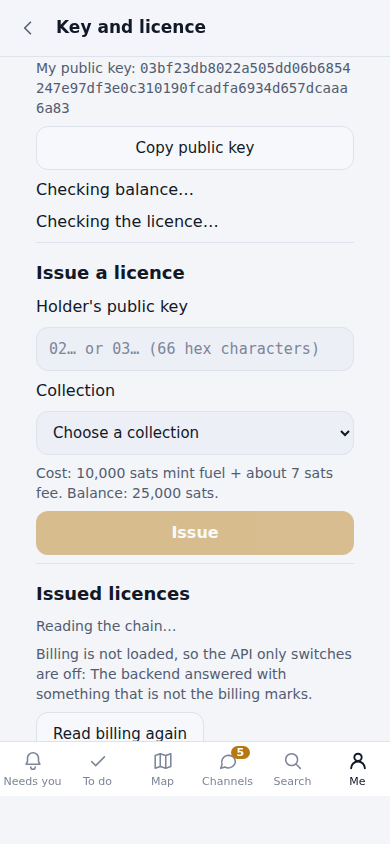 Key and licence
My public key: 03bf23db8022a505dd06b6854
247e97df3e0c310190fcadfa6934d657dcaaa
6a83
Copy public key
Checking balance…
Checking the licence…
Issue a licence
Holder's public key
02… or 03… (66 hex characters)
Collection
Choose a collection
Cost: 10,000 sats mint fuel + about 7 sats
fee. Balance: 25,000 sats.
Issue
Issued licences
Reading the chain…
Billing is not loaded, so the API only switches
are off: The backend answered with
something that is not the billing marks.
Read billing again
5
Needs you
To do
Map
Channels
Search
Me